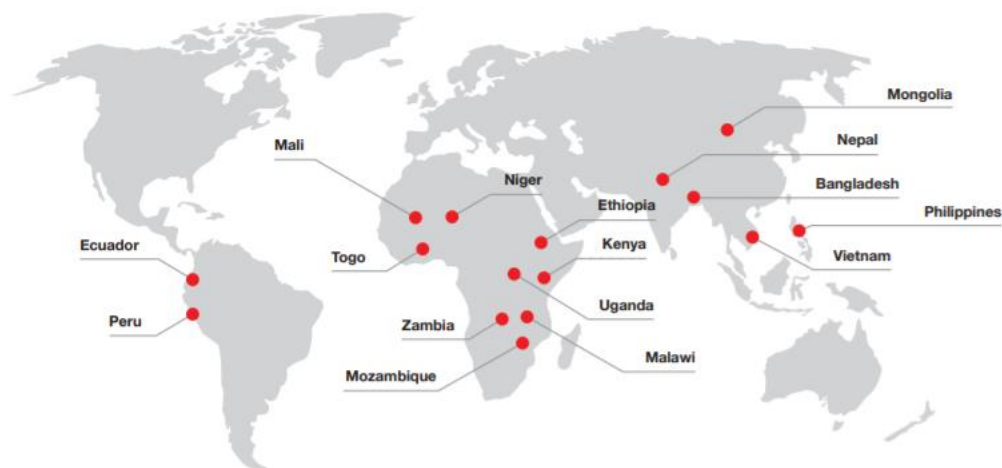 Mongolia
Mali
Nepal
Niger
Bangladesh
Ethiopia
Philippines
Ecuador
Togo
Kenya
Vietnam
Uganda
Peru
Zambia
Malawi
Mozambique